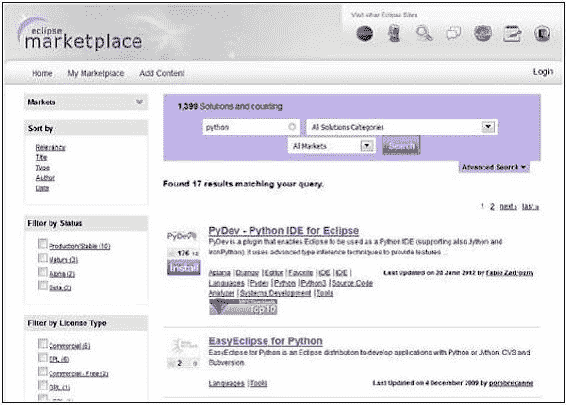 Visit other Eclipse Sites
eclipse
marketplace
Home My Marketplace Add Content Login
Markets
Sort by
Relevancy
Title
Type
Author
Date
Filter by Status
Production/Stable (10)
Mature (3)
Alpha (2)
Beta (2)
Filter by License Type
Commercial (6)
EPL (6)
Commercial - Free (3)
GPL (1)
1,399 Solutions and counting
python All Solutions Categories
All Markets Search
Advanced Search
Found 17 results matching your query.
1 2 next› last »
PyDev - Python IDE for Eclipse
PyDev is a plugin that enables Eclipse to be used as a Python IDE (supporting also Jython and
IronPython). It uses advanced type inference techniques to provide features
PyDev
176
Install
Aptana Django Editor Favorite IDE IDE
Languages Pydev Python Python3 Source Code
Analyzer Systems Development Tools
Last Updated on 20 June 2012 by Fabio Zadrozny
top10
EasyEclipse for Python
EasyEclipse for Python is an Eclipse distribution to develop applications with Python or Jython, CVS and
Subversion.
2 0
Languages Tools
Last Updated on 4 December 2009 by